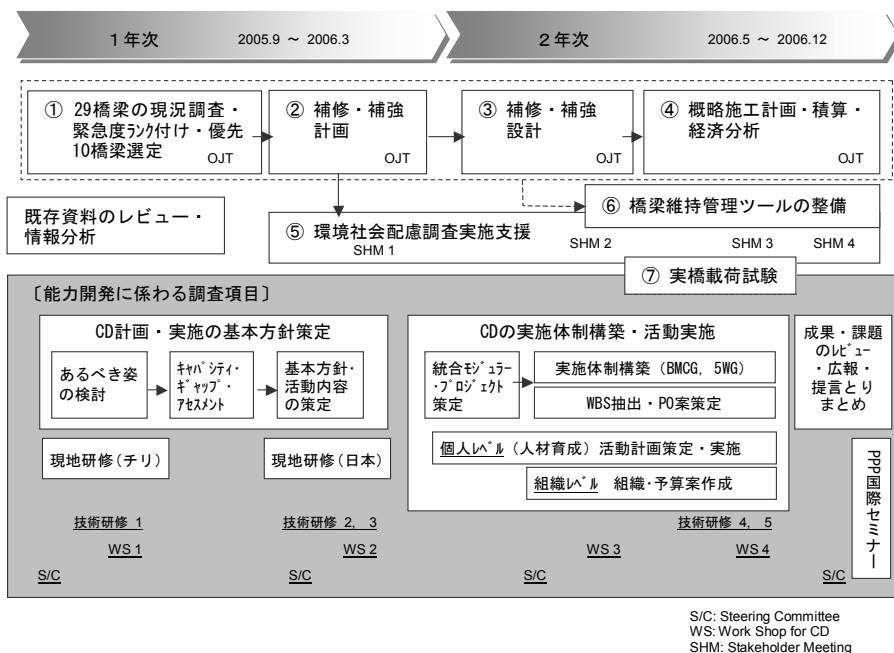 1年次 2005.9 ～ 2006.3
2年次 2006.5 ～ 2006.12
① 29橋梁の現況調査・
緊急度ﾗﾝｸ付け・優先
10橋梁選定
OJT
② 補修・補強
計画
OJT
③ 補修・補強
設計
OJT
④ 概略施工計画・積算・
経済分析
OJT
既存資料のレビュー・
情報分析
⑥ 橋梁維持管理ツールの整備
⑤ 環境社会配慮調査実施支援
SHM 1
SHM 2
SHM 3
SHM 4
⑦ 実橋載荷試験
〔能力開発に係わる調査項目〕
CD計画・実施の基本方針策定
あるべき姿
の検討
ｷｬﾊﾟｼﾃｨ・
ｷﾞｬｯﾌﾟ・
ｱｾｽﾒﾝﾄ
基本方針・
活動内容
の策定
現地研修(チリ)
現地研修(日本)
CDの実施体制構築・活動実施
統合ﾓｼﾞｭﾗｰ
・ﾌﾟﾛｼﾞｪｸﾄ
策定
実施体制構築 (BMCG, 5WG)
WBS抽出・PO案策定
個人ﾚﾍﾞﾙ (人材育成) 活動計画策定・実施
組織ﾚﾍﾞﾙ 組織・予算案作成
成果・課題
のﾚﾋﾞｭｰ
・広報・
提言とり
まとめ
PPP国際セミナー
技術研修 1
技術研修 2, 3
技術研修 4, 5
WS 1
WS 2
WS 3
WS 4
S/C
S/C
S/C
S/C
S/C: Steering Committee
WS: Work Shop for CD
SHM: Stakeholder Meeting